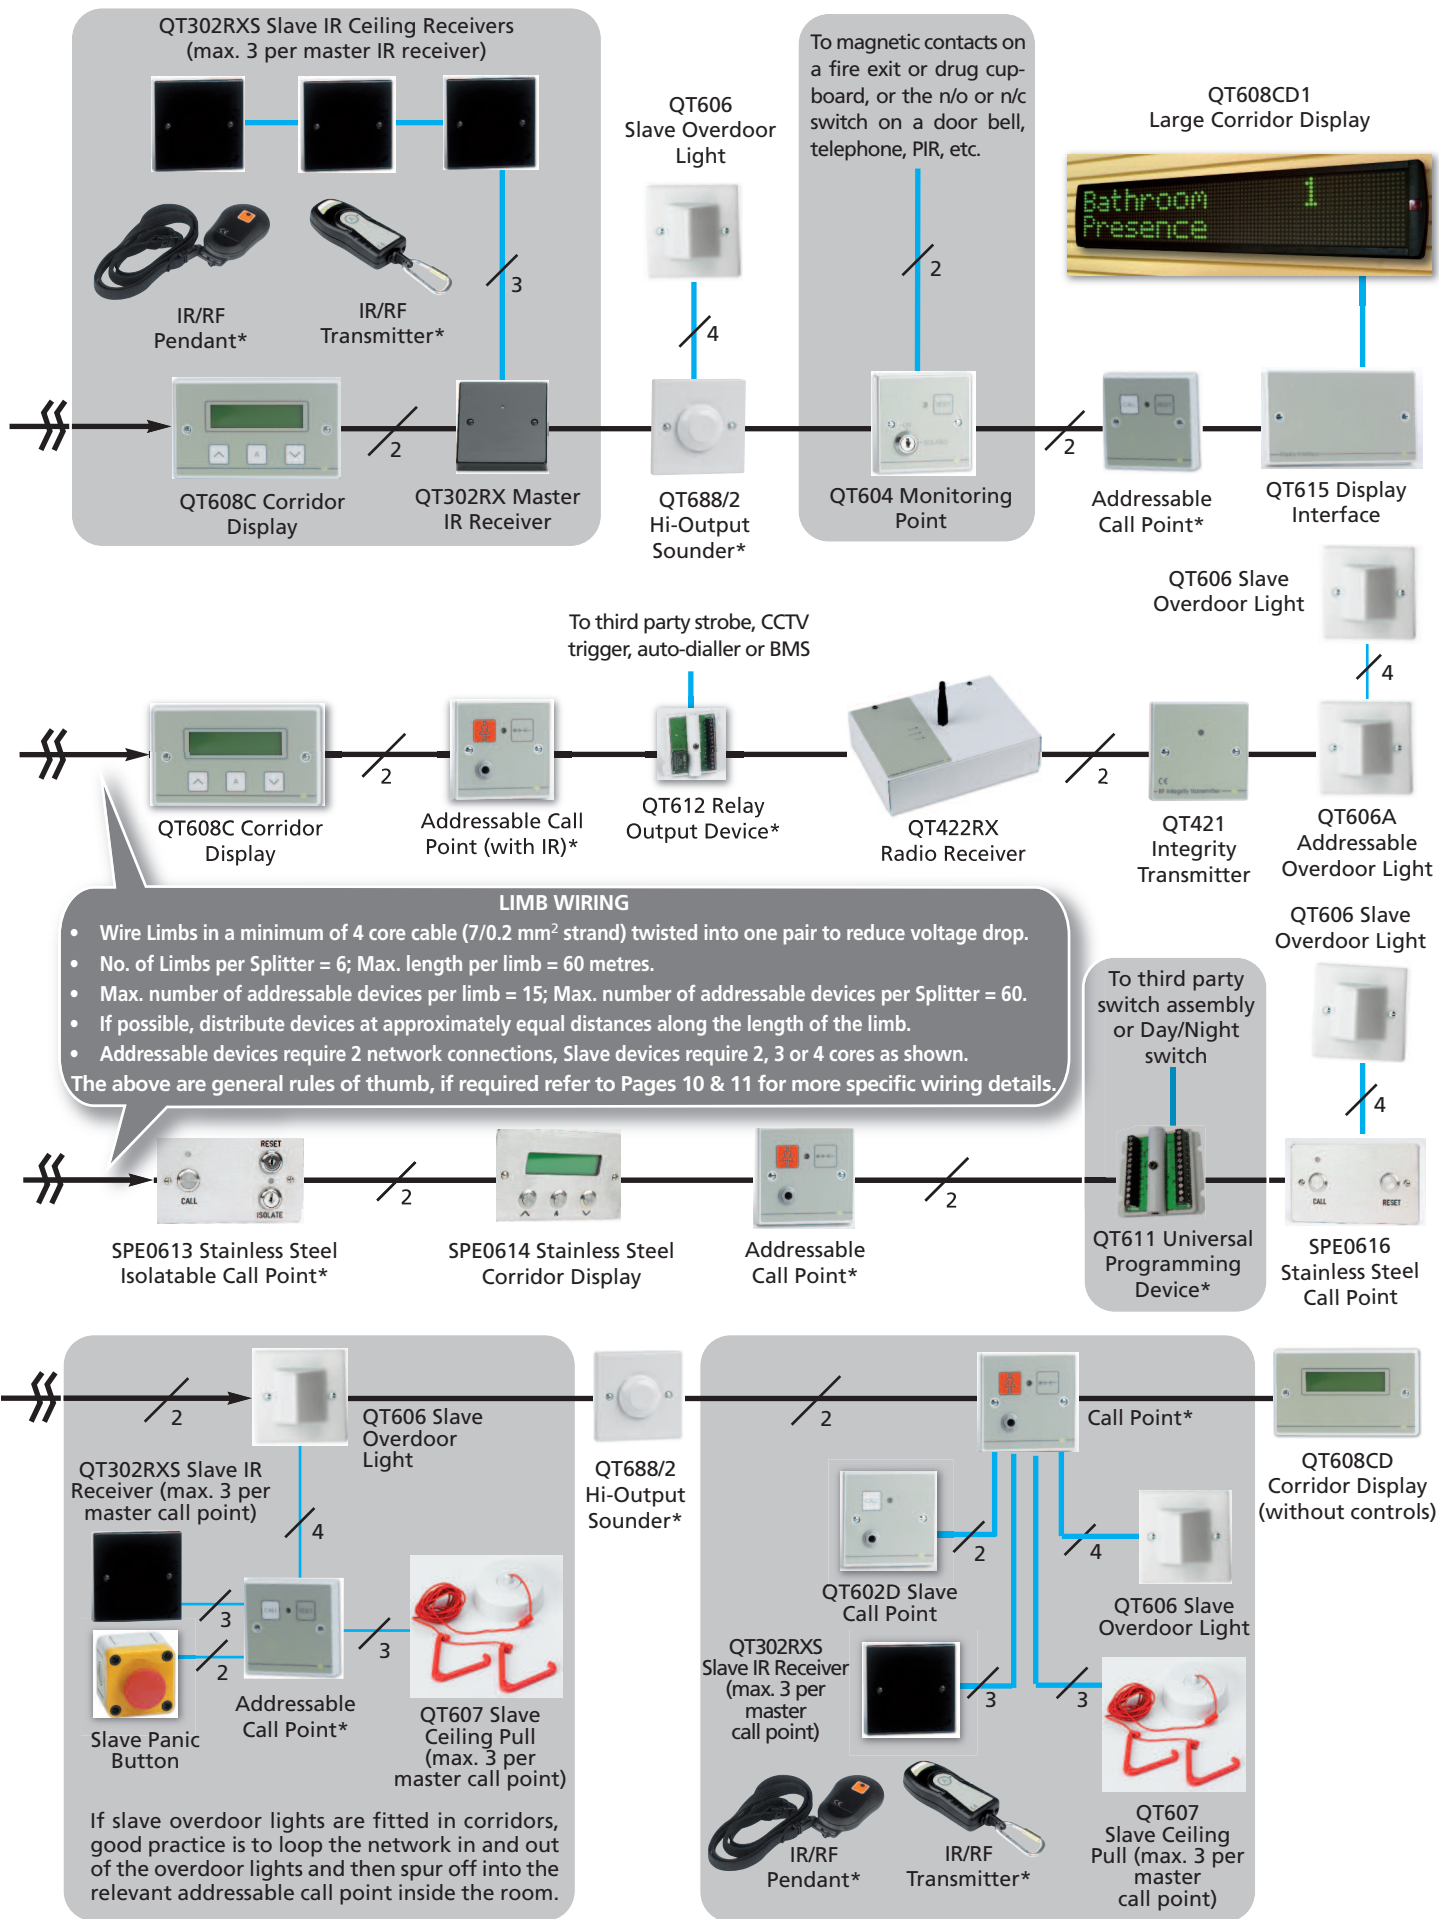 QT302RXS Slave IR Ceiling Receivers
(max. 3 per master IR receiver)
IR/RF
Pendant*
IR/RF
Transmitter*
3
QT608C Corridor
Display
2
QT302RX Master
IR Receiver
QT606
Slave Overdoor
Light
4
QT688/2
Hi-Output
Sounder*
To magnetic contacts on
a fire exit or drug cup-
board, or the n/o or n/c
switch on a door bell,
telephone, PIR, etc.
2
QT604 Monitoring
Point
2
CALL
Addressable
Call Point*
QT608CD1
Large Corridor Display
Bathroom 1
Presence
QT615 Display
Interface
QT606 Slave
Overdoor Light
4
A
QT608C Corridor
Display
2
Addressable Call
Point (with IR)*
To third party strobe, CCTV
trigger, auto-dialler or BMS
QT612 Relay
Output Device*
QT422RX
Radio Receiver
2
CE
RF Integrity transmitter
QT421
Integrity
Transmitter
QT606A
Addressable
Overdoor Light
LIMB WIRING
• Wire Limbs in a minimum of 4 core cable (7/0.2 mm² strand) twisted into one pair to reduce voltage drop.
• No. of Limbs per Splitter = 6; Max. length per limb = 60 metres.
• Max. number of addressable devices per limb = 15; Max. number of addressable devices per Splitter = 60.
• If possible, distribute devices at approximately equal distances along the length of the limb.
• Addressable devices require 2 network connections, Slave devices require 2, 3 or 4 cores as shown.
The above are general rules of thumb, if required refer to Pages 10 & 11 for more specific wiring details.
QT606 Slave
Overdoor Light
4
To third party
switch assembly
or Day/Night
switch
RESET
CALL
ISOLATE
SPE0613 Stainless Steel
Isolatable Call Point*
2
A
SPE0614 Stainless Steel
Corridor Display
Addressable
Call Point*
2
QT611 Universal
Programming
Device*
CALL
RESET
SPE0616
Stainless Steel
Call Point
2
QT606 Slave
Overdoor
Light
QT302RXS Slave IR
Receiver (max. 3 per
master call point)
4
3
2
3
CALL
Slave Panic
Button
Addressable
Call Point*
QT607 Slave
Ceiling Pull
(max. 3 per
master call point)
If slave overdoor lights are fitted in corridors,
good practice is to loop the network in and out
of the overdoor lights and then spur off into the
relevant addressable call point inside the room.
QT688/2
Hi-Output
Sounder*
2
Call Point*
CALL
2
QT602D Slave
Call Point
4
QT606 Slave
Overdoor Light
QT302RXS
Slave IR Receiver
(max. 3 per
master
call point)
3
3
IR/RF
Pendant*
IR/RF
Transmitter*
QT607
Slave Ceiling
Pull (max. 3 per
master
call point)
QT608CD
Corridor Display
(without controls)